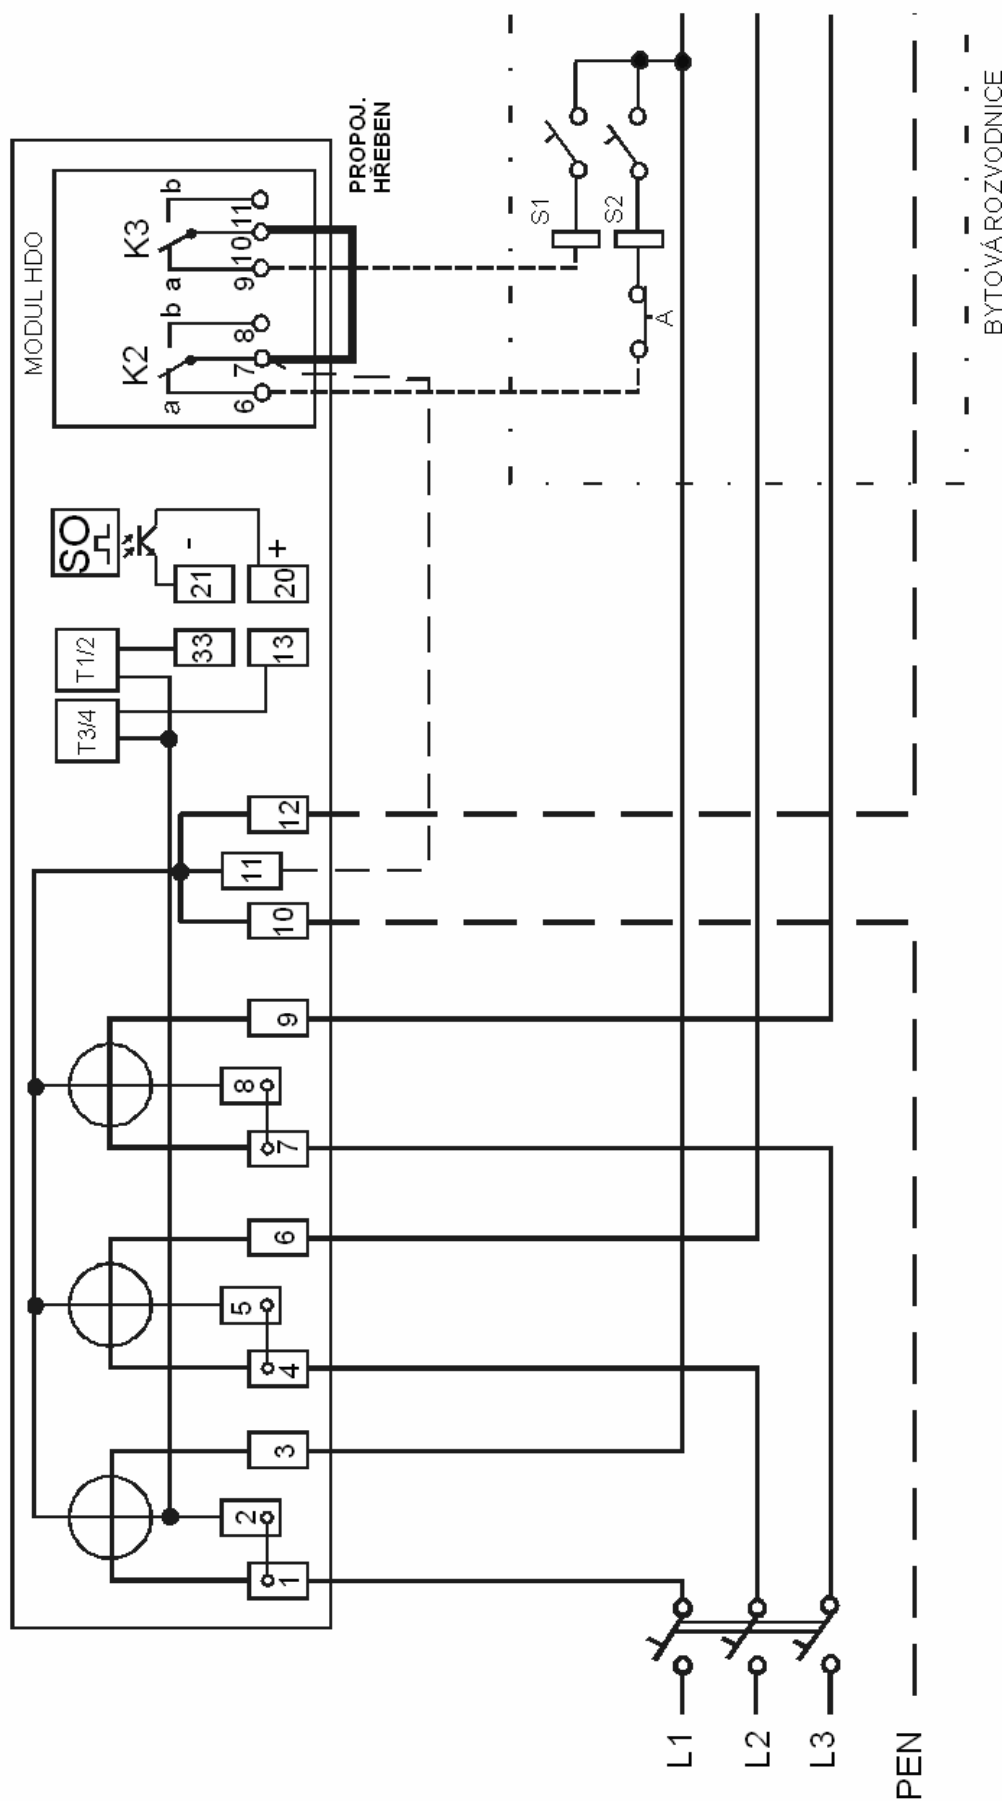 MODUL HDO
K2
K3
a
b
a
b
6
7
8
9
10
11
PROPOJ.
HŘEBEN
SO
T3/4
T1/2
-
+
21
20
33
13
1
2
3
4
5
6
7
8
9
10
11
12
S1
S2
A
BYTOVÁ ROZVODNICE
L1
L2
L3
PEN